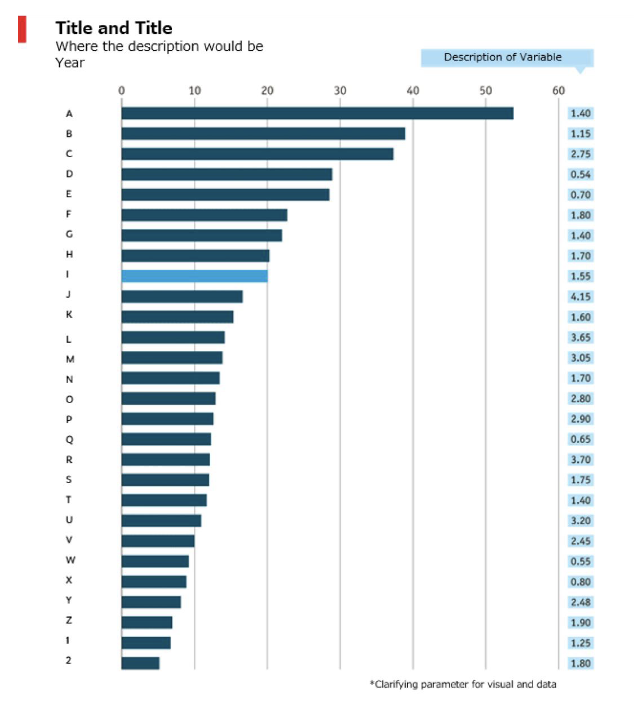 Title and Title
Where the description would be
Year
Description of Variable
0 10 20 30 40 50 60
A 1.40
B 1.15
C 2.75
D 0.54
E 0.70
F 1.80
G 1.40
H 1.70
I 1.55
J 4.15
K 1.60
L 3.65
M 3.05
N 1.70
O 2.80
P 2.90
Q 0.65
R 3.70
S 1.75
T 1.40
U 3.20
V 2.45
W 0.55
X 0.80
Y 2.48
Z 1.90
1 1.25
2 1.80
*Clarifying parameter for visual and data